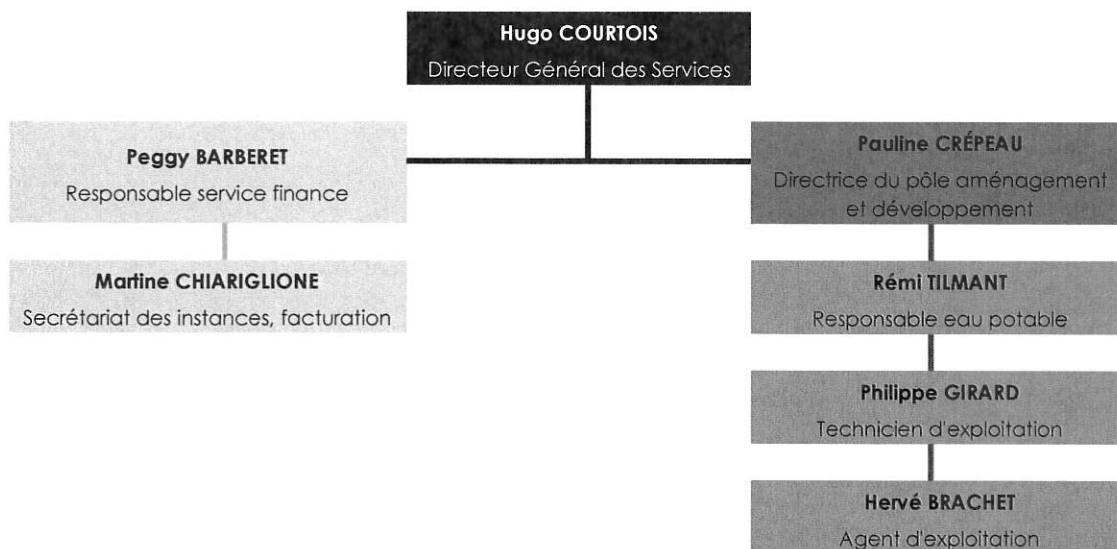 Hugo COURTOIS
Directeur Général des Services
Peggy BARBERET
Responsable service finance
Martine CHIARIGLIONE
Secrétariat des instances, facturation
Pauline CRÉPEAU
Directrice du pôle aménagement
et développement
Rémi TILMANT
Responsable eau potable
Philippe GIRARD
Technicien d'exploitation
Hervé BRACHET
Agent d'exploitation